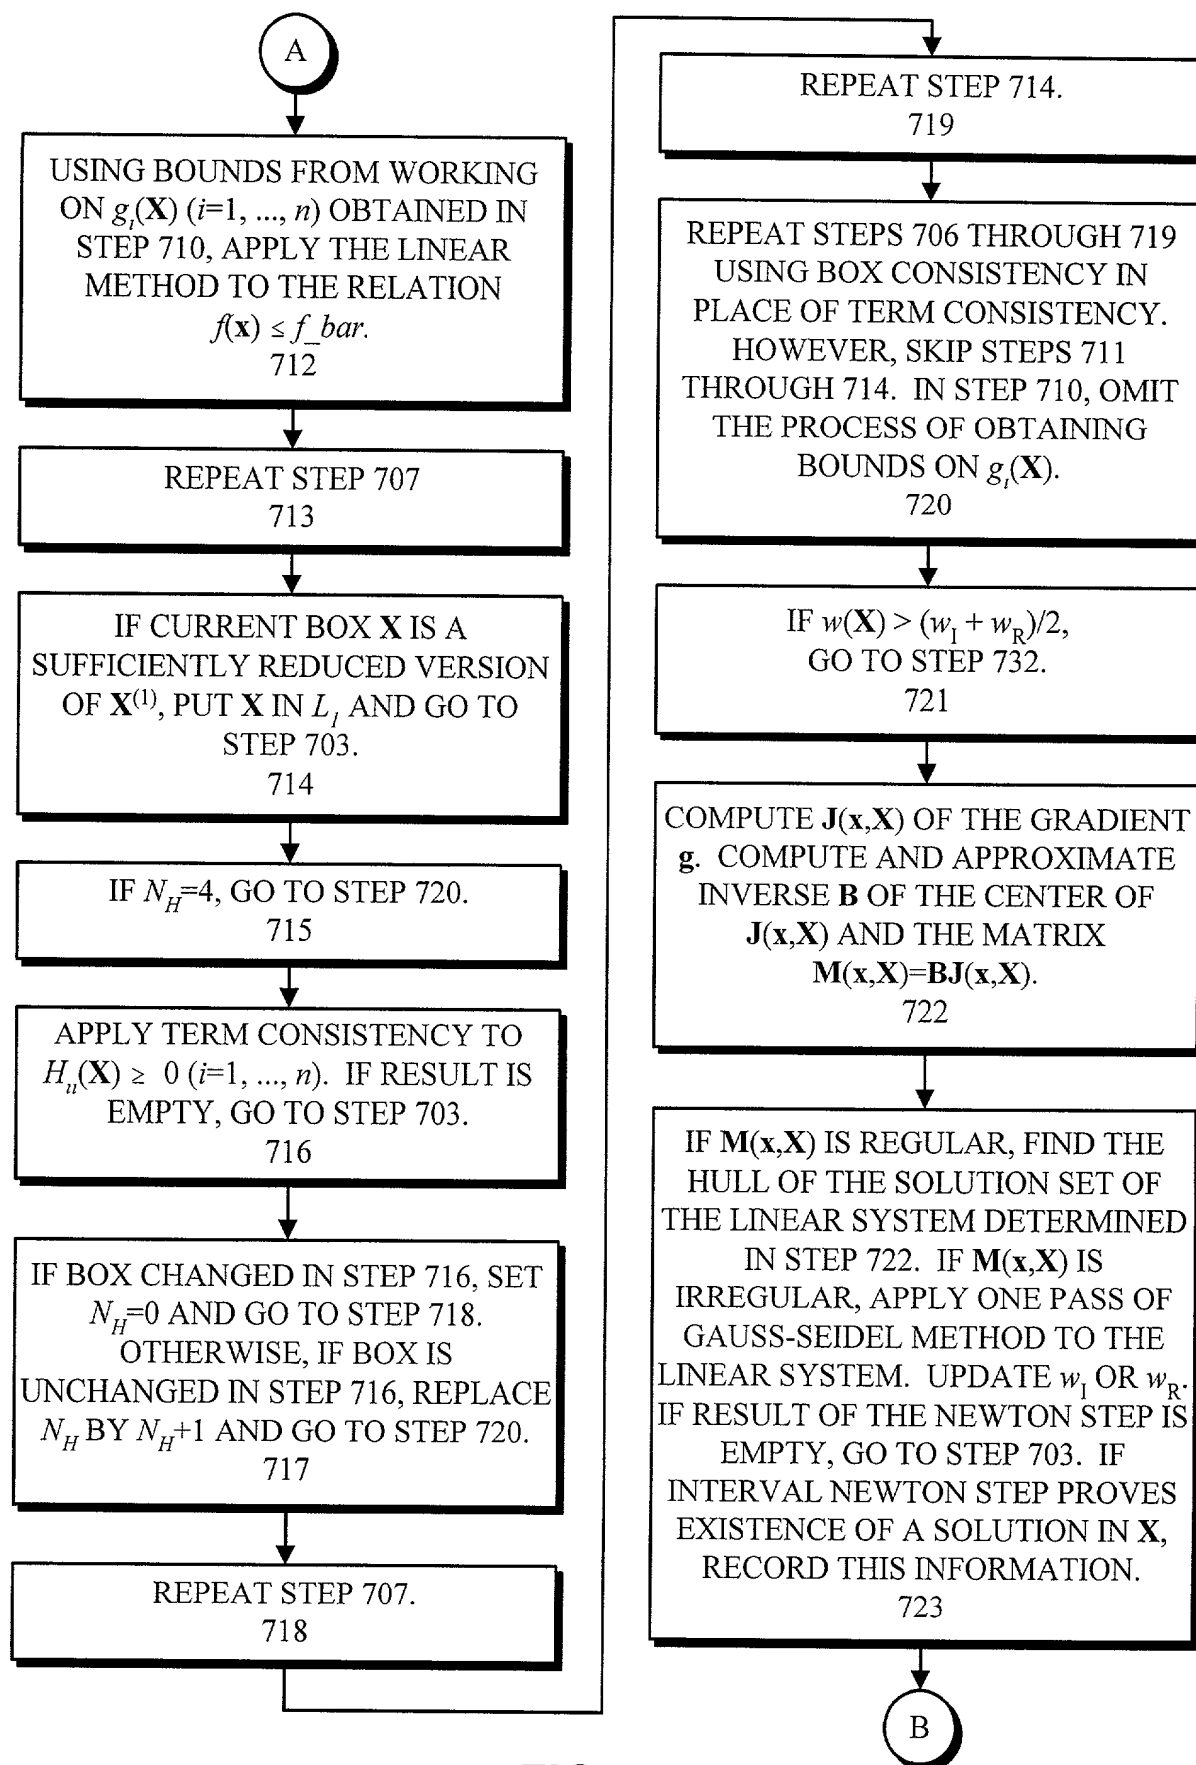 A
USING BOUNDS FROM WORKING
ON gᵢ(X) (i=1, ..., n) OBTAINED IN
STEP 710, APPLY THE LINEAR
METHOD TO THE RELATION
f(x) ≤ f_bar.
712
REPEAT STEP 707
713
IF CURRENT BOX X IS A
SUFFICIENTLY REDUCED VERSION
OF X⁽¹⁾, PUT X IN L₁ AND GO TO
STEP 703.
714
IF N_H=4, GO TO STEP 720.
715
APPLY TERM CONSISTENCY TO
Hᵢᵢ(X) ≥ 0 (i=1, ..., n). IF RESULT IS
EMPTY, GO TO STEP 703.
716
IF BOX CHANGED IN STEP 716, SET
N_H=0 AND GO TO STEP 718.
OTHERWISE, IF BOX IS
UNCHANGED IN STEP 716, REPLACE
N_H BY N_H+1 AND GO TO STEP 720.
717
REPEAT STEP 707.
718
REPEAT STEP 714.
719
REPEAT STEPS 706 THROUGH 719
USING BOX CONSISTENCY IN
PLACE OF TERM CONSISTENCY.
HOWEVER, SKIP STEPS 711
THROUGH 714. IN STEP 710, OMIT
THE PROCESS OF OBTAINING
BOUNDS ON gᵢ(X).
720
IF w(X) > (w_I + w_R)/2,
GO TO STEP 732.
721
COMPUTE J(x,X) OF THE GRADIENT
g. COMPUTE AND APPROXIMATE
INVERSE B OF THE CENTER OF
J(x,X) AND THE MATRIX
M(x,X)=BJ(x,X).
722
IF M(x,X) IS REGULAR, FIND THE
HULL OF THE SOLUTION SET OF
THE LINEAR SYSTEM DETERMINED
IN STEP 722. IF M(x,X) IS
IRREGULAR, APPLY ONE PASS OF
GAUSS-SEIDEL METHOD TO THE
LINEAR SYSTEM. UPDATE w_I OR w_R.
IF RESULT OF THE NEWTON STEP IS
EMPTY, GO TO STEP 703. IF
INTERVAL NEWTON STEP PROVES
EXISTENCE OF A SOLUTION IN X,
RECORD THIS INFORMATION.
723
B